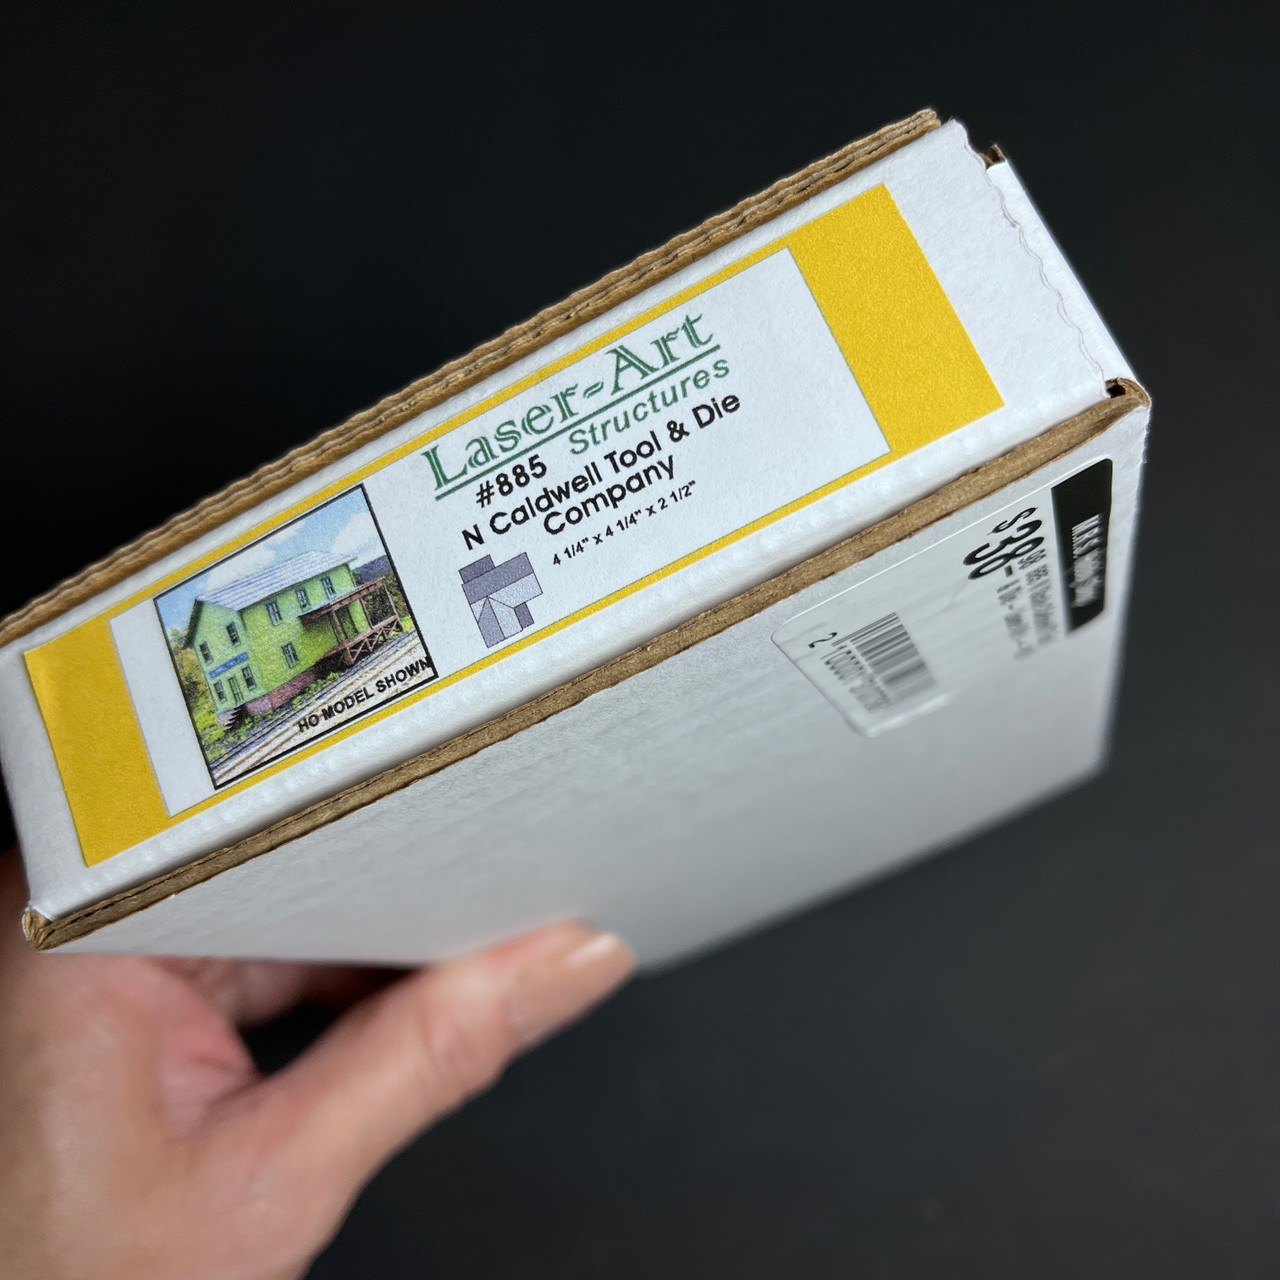 Laser-Art
Structures
#885
N Caldwell Tool & Die
Company
4 1/4" x 4 1/4" x 2 1/2"
HO MODEL SHOWN
$38.98